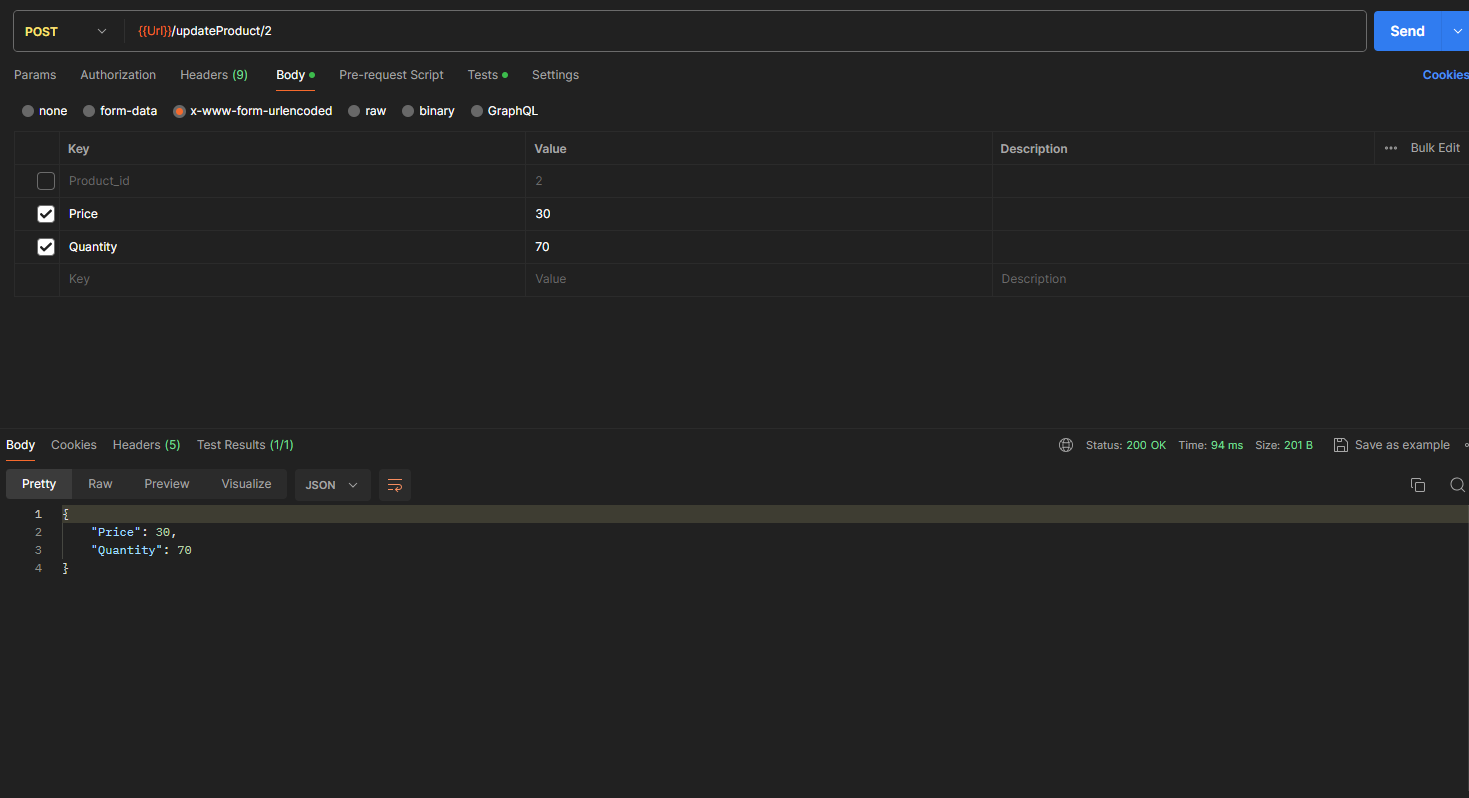 POST {{Url}}/updateProduct/2 Send
Params Authorization Headers (9) Body Pre-request Script Tests Settings Cookies
none form-data x-www-form-urlencoded raw binary GraphQL
Key Value Description Bulk Edit
Product_id 2
Price 30
Quantity 70
Key Value Description
Body Cookies Headers (5) Test Results (1/1) Status: 200 OK Time: 94 ms Size: 201 B Save as example
Pretty Raw Preview Visualize JSON
1 {
2 "Price": 30,
3 "Quantity": 70
4 }